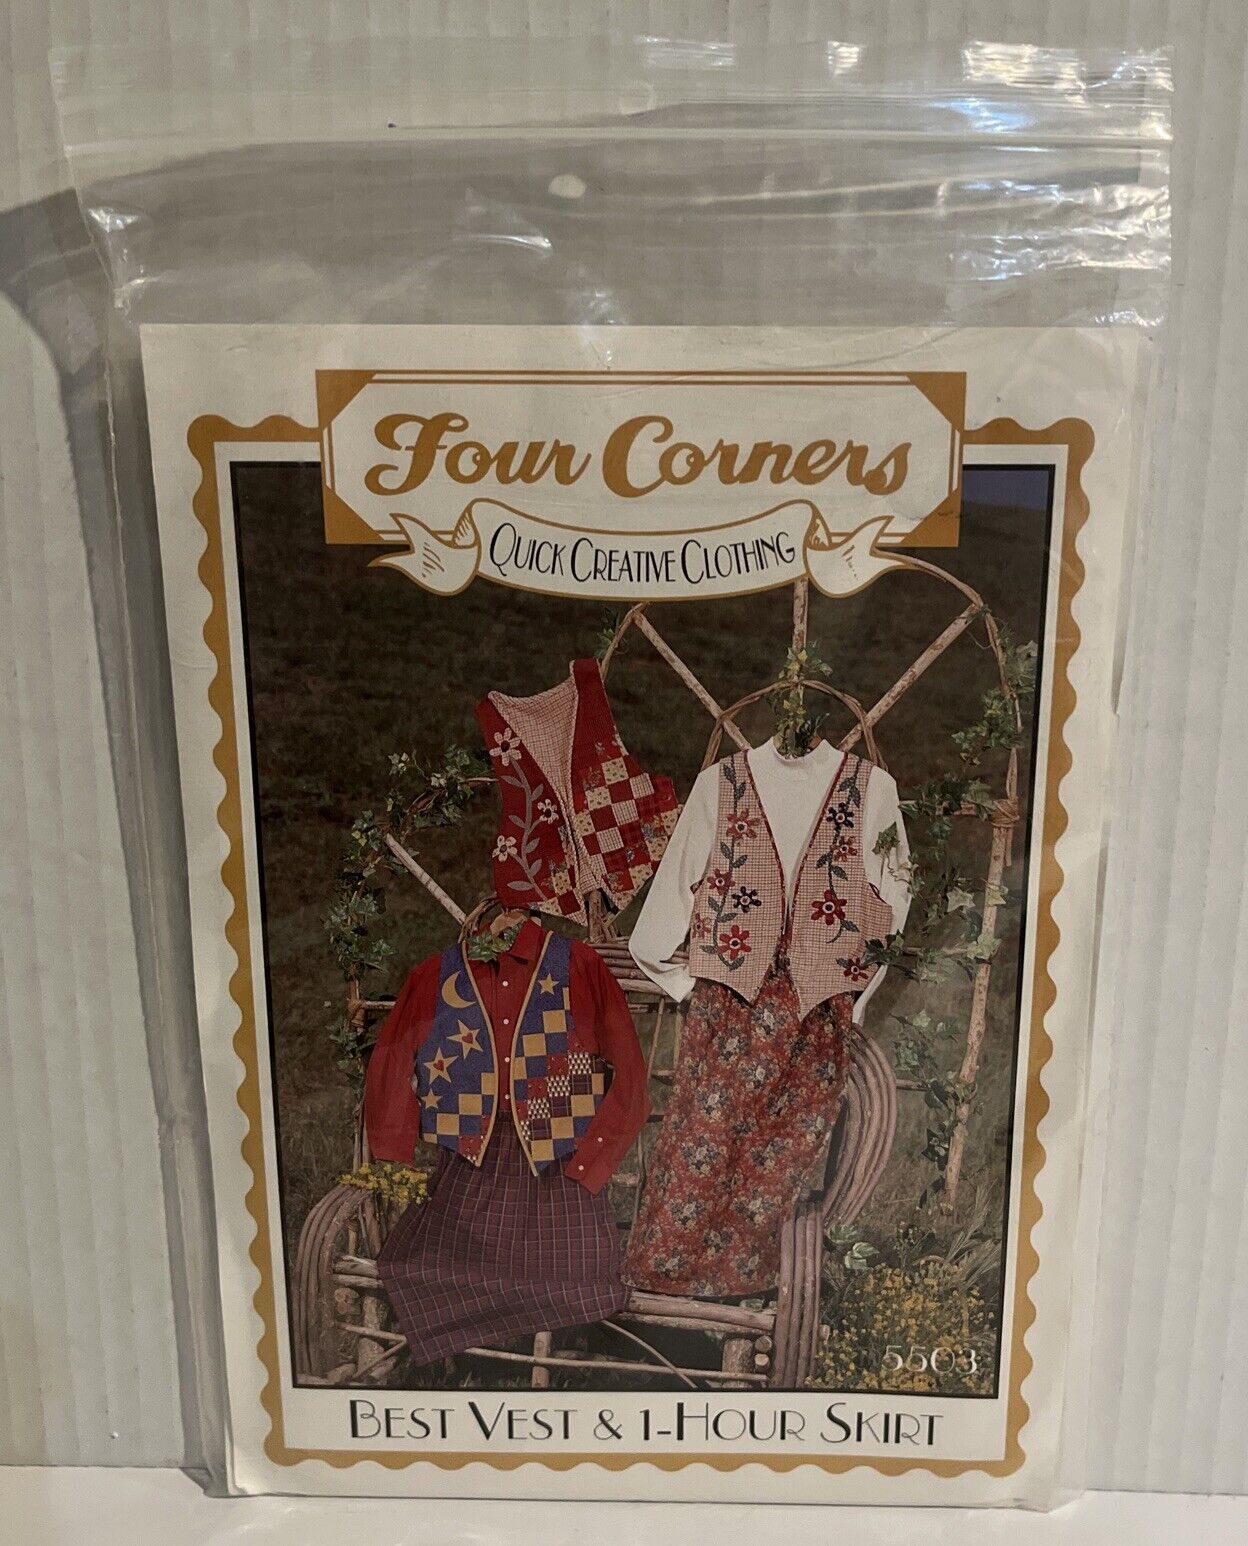 Four Corners
QUICK CREATIVE CLOTHING
5503
BEST VEST & 1-HOUR SKIRT